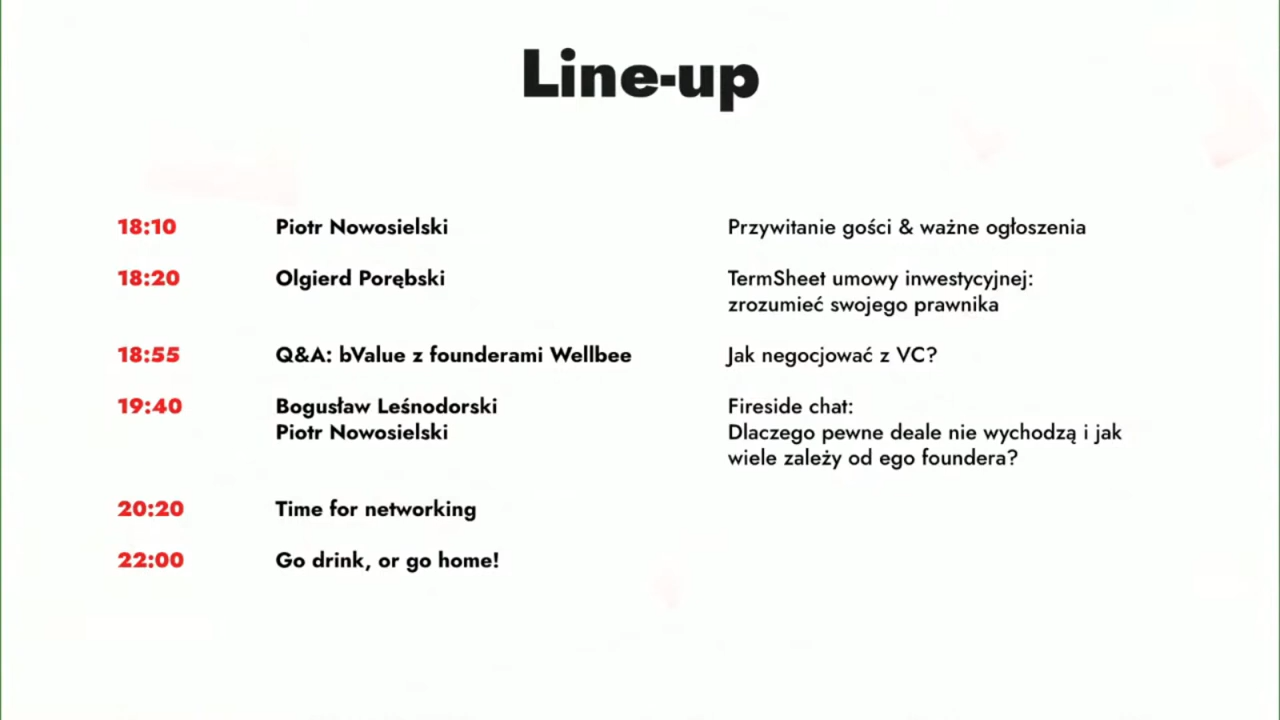 Line-up
18:10 Piotr Nowosielski Przywitanie gości & ważne ogłoszenia
18:20 Olgierd Porębski TermSheet umowy inwestycyjnej:
zrozumieć swojego prawnika
18:55 Q&A: bValue z founderami Wellbee Jak negocjować z VC?
19:40 Bogusław Leśnodorski Fireside chat:
Piotr Nowosielski Dlaczego pewne deale nie wychodzą i jak
wiele zależy od ego foundera?
20:20 Time for networking
22:00 Go drink, or go home!